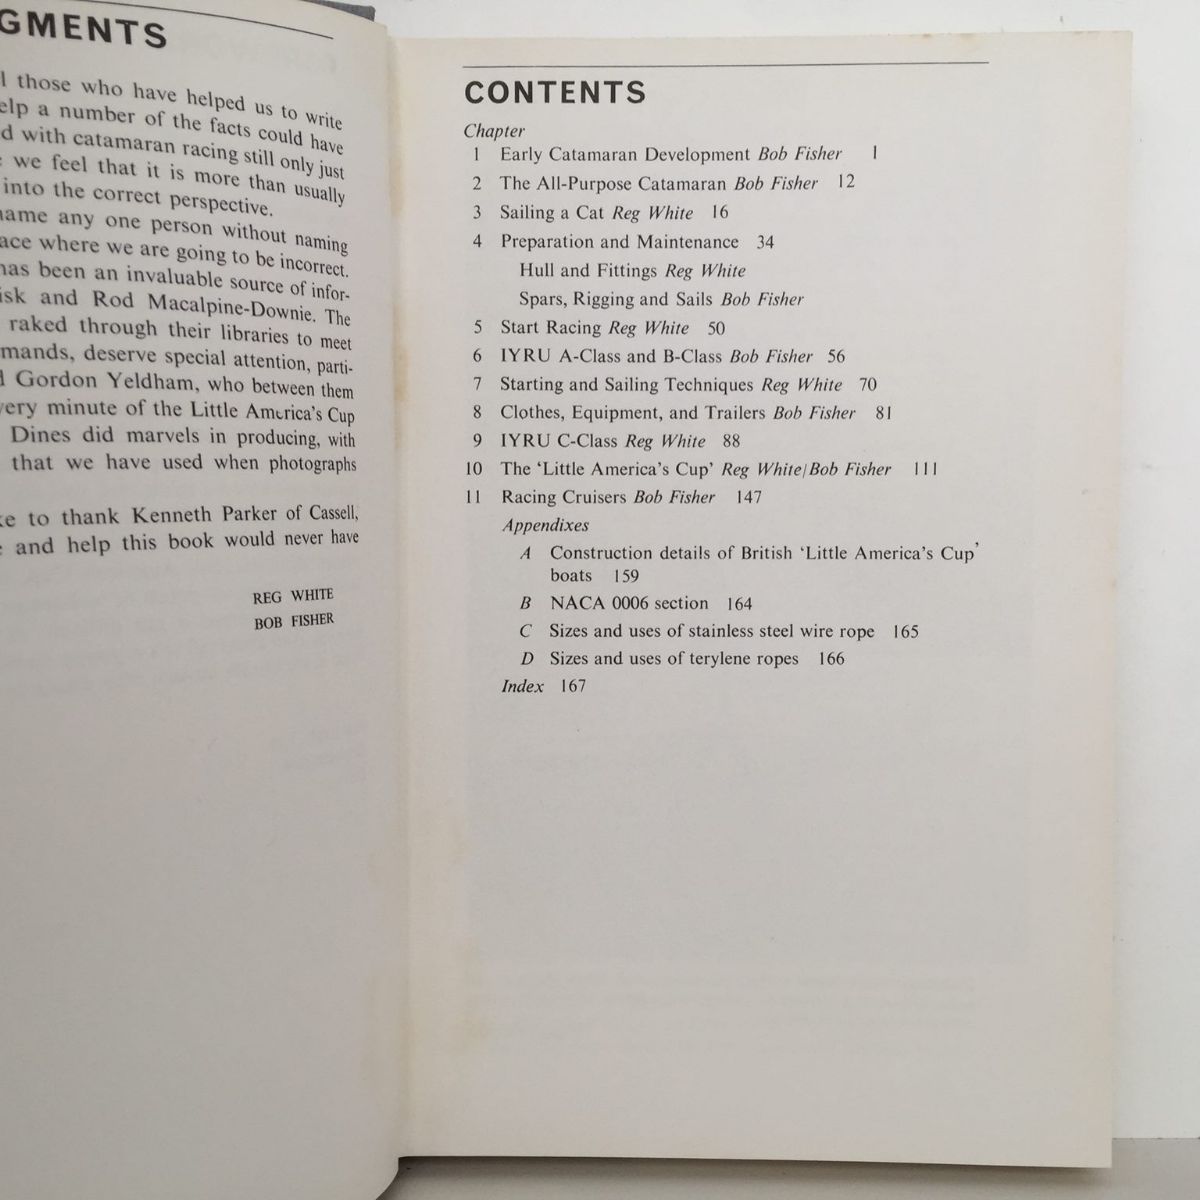 GMENTS
l those who have helped us to write
elp a number of the facts could have
d with catamaran racing still only just
we feel that it is more than usually
into the correct perspective.
name any one person without naming
ace where we are going to be incorrect.
has been an invaluable source of infor-
isk and Rod Macalpine-Downie. The
raked through their libraries to meet
mands, deserve special attention, parti-
d Gordon Yeldham, who between them
very minute of the Little America's Cup
Dines did marvels in producing, with
that we have used when photographs
ke to thank Kenneth Parker of Cassell,
and help this book would never have
REG WHITE
BOB FISHER
CONTENTS
Chapter
1 Early Catamaran Development Bob Fisher 1
2 The All-Purpose Catamaran Bob Fisher 12
3 Sailing a Cat Reg White 16
4 Preparation and Maintenance 34
Hull and Fittings Reg White
Spars, Rigging and Sails Bob Fisher
5 Start Racing Reg White 50
6 IYRU A-Class and B-Class Bob Fisher 56
7 Starting and Sailing Techniques Reg White 70
8 Clothes, Equipment, and Trailers Bob Fisher 81
9 IYRU C-Class Reg White 88
10 The 'Little America's Cup' Reg White/Bob Fisher 111
11 Racing Cruisers Bob Fisher 147
Appendixes
A Construction details of British 'Little America's Cup'
boats 159
B NACA 0006 section 164
C Sizes and uses of stainless steel wire rope 165
D Sizes and uses of terylene ropes 166
Index 167